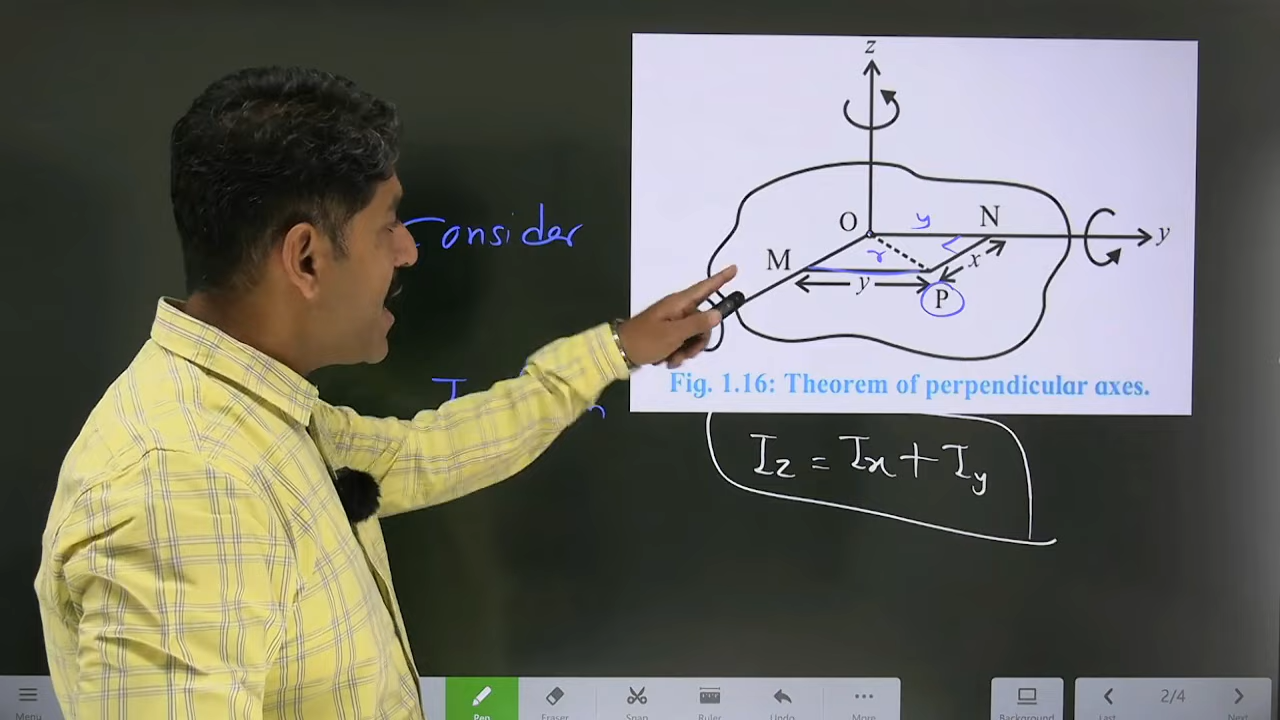 z
O
y
N
y
M
r
x
y
P
Consider
Fig. 1.16: Theorem of perpendicular axes.
I
Iz = Ix + Iy
Menu
Pen
Eraser
Snap
Ruler
Undo
More
Background
Last
2/4
Next